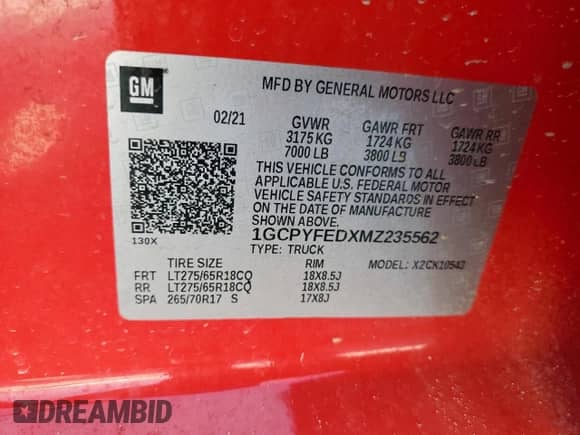 GM
MFD BY GENERAL MOTORS LLC
02/21 GVWR GAWR FRT GAWR RR
3175 KG 1724 KG 1724 KG
7000 LB 3800 LB 3800 LB
THIS VEHICLE CONFORMS TO ALL
APPLICABLE U.S. FEDERAL MOTOR
VEHICLE SAFETY STANDARDS IN
EFFECT ON THE DATE OF MANUFACTURE
SHOWN ABOVE.
130X 1GCPYFEDXMZ235562
TYPE: TRUCK
TIRE SIZE RIM MODEL: X2CK10543
FRT LT275/65R18CQ 18X8.5J
RR LT275/65R18CQ 18X8.5J
SPA 265/70R17 S 17X8J
DREAMBID